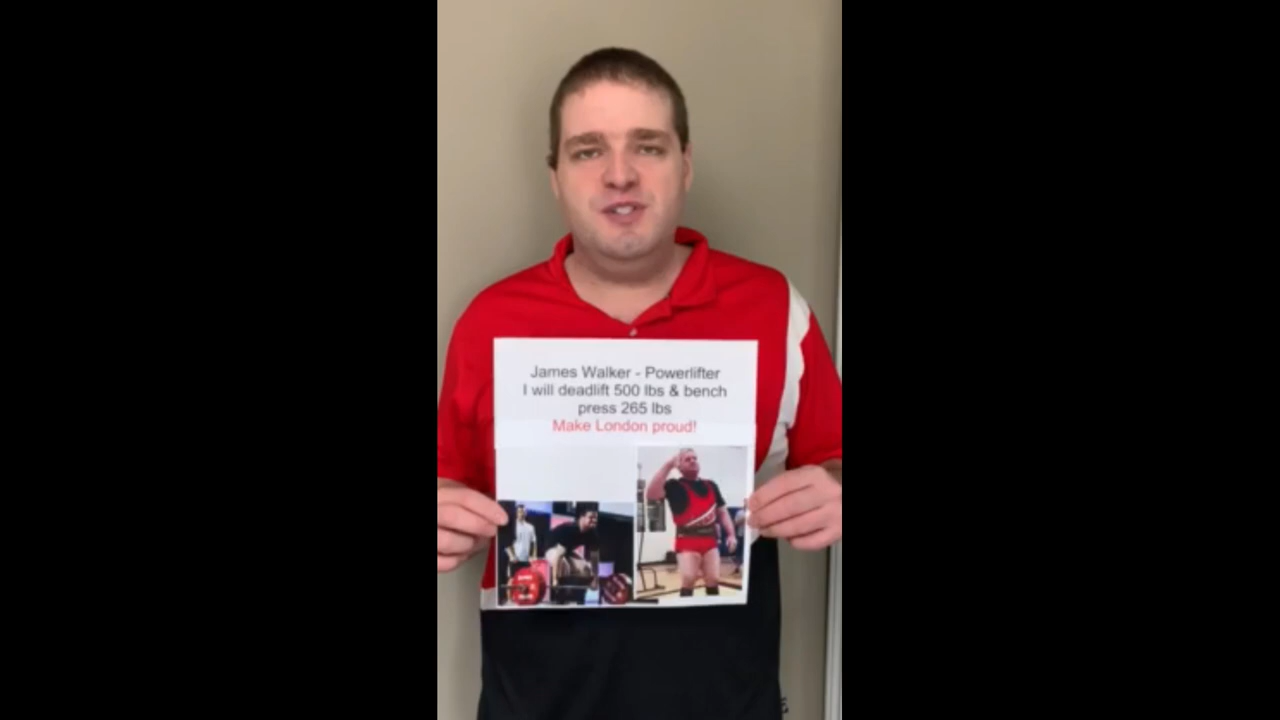 James Walker - Powerlifter
I will deadlift 500 lbs & bench
press 265 lbs
Make London proud!